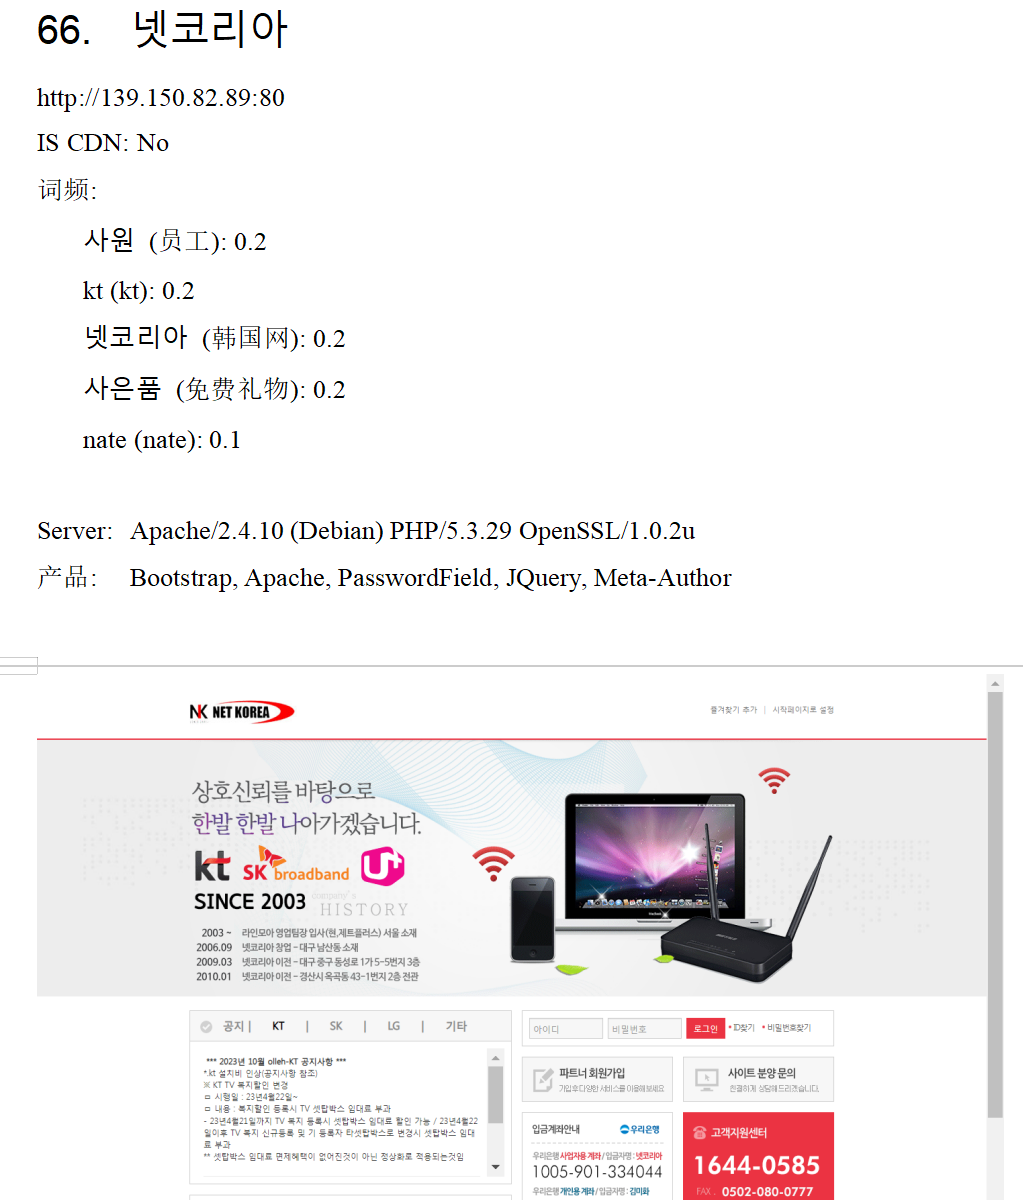 66. 넷코리아
http://139.150.82.89:80
IS CDN: No
词频:
사원 (员工): 0.2
kt (kt): 0.2
넷코리아 (韩国网): 0.2
사은품 (免费礼物): 0.2
nate (nate): 0.1
Server: Apache/2.4.10 (Debian) PHP/5.3.29 OpenSSL/1.0.2u
产品: Bootstrap, Apache, PasswordField, JQuery, Meta-Author
NK NET KOREA
즐겨찾기 추가 | 시작페이지로 설정
상호신뢰를 바탕으로
한발 한발 나아가겠습니다.
kt SK broadband U+
SINCE 2003 company's HISTORY
2003 ~ 라인모아 영업팀장 입사(현,제트플러스) 서울 소재
2006.09 넷코리아 창업 - 대구 남산동 소재
2009.03 넷코리아 이전 - 대구 중구 동성로 1가 5-5번지 3층
2010.01 넷코리아 이전 - 경산시 옥곡동 43-1번지 2층 전관
공지 | KT | SK | LG | 기타
*** 2023년 10월 olleh-KT 공지사항 ***
*.kt 설치비 인상(공지사항 참조)
※ KT TV 복지할인 변경
ㅁ 시행일 : 23년4월22일~
ㅁ 내용 : 복지할인 등록시 TV 셋탑박스 임대료 부과
- 23년4월21일까지 TV 복지 등록시 셋탑박스 임대료 할인 가능 / 23년4월22
일이후 TV 복지 신규등록 및 기 등록자 타셋탑박스로 변경시 셋탑박스 임대
료 부과
** 셋탑박스 임대료 면제혜택이 없어진것이 아닌 정상화로 적용되는것임
아이디 비밀번호 로그인 • ID찾기 • 비밀번호찾기
파트너 회원가입
가입후 다양한 서비스를 이용해보세요
사이트 분양 문의
친절하게 상담해드리겠습니다.
입금계좌안내 우리은행
우리은행 사업자용 계좌 / 입금자명 : 넷코리아
1005-901-334044
우리은행 개인용 계좌 / 입금자명 : 김미화
고객지원센터
1644-0585
FAX . 0502-080-0777